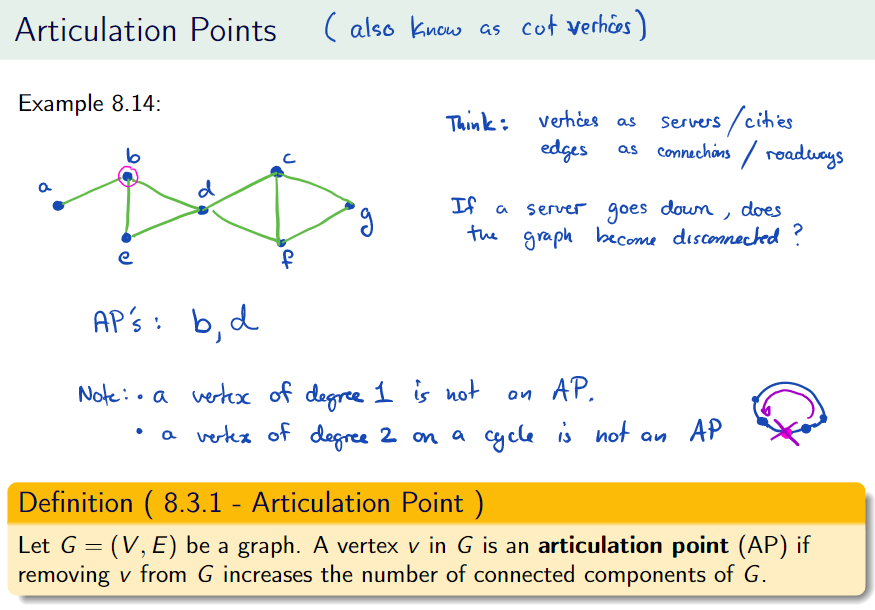 Articulation Points ( also know as cut vertices)
Example 8.14:
Think: vertices as servers/cities
edges as connections / roadways
a
b
c
d
e
f
g
If a server goes down, does
the graph become disconnected?
AP's: b, d
Note: • a vertex of degree 1 is not an AP.
• a vertex of degree 2 on a cycle is not an AP
Definition ( 8.3.1 - Articulation Point )
Let G = (V, E) be a graph. A vertex v in G is an articulation point (AP) if
removing v from G increases the number of connected components of G.